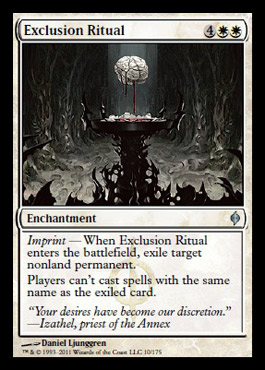 Exclusion Ritual 4
Enchantment
Imprint — When Exclusion Ritual
enters the battlefield, exile target
nonland permanent.
Players can't cast spells with the same
name as the exiled card.
“Your desires have become our discretion.”
—Izathel, priest of the Annex
Daniel Ljunggren
™ & © 1993–2011 Wizards of the Coast LLC 10/175